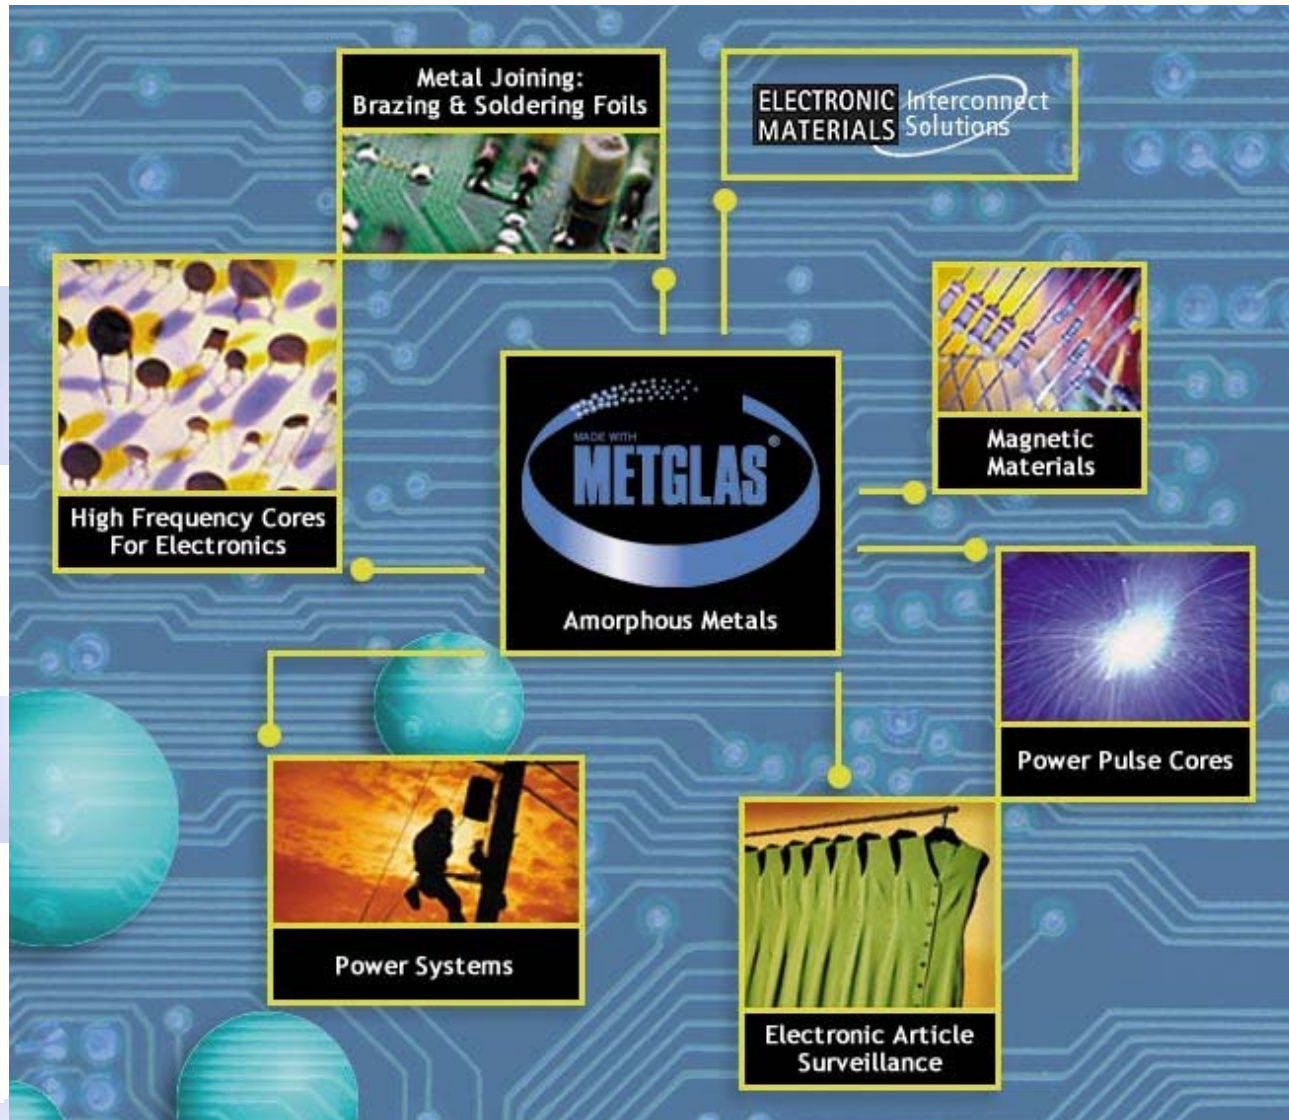 Metal Joining:
Brazing & Soldering Foils
ELECTRONIC
MATERIALS
Interconnect
Solutions
High Frequency Cores
For Electronics
MADE WITH
METGLAS®
Amorphous Metals
Magnetic
Materials
Power Pulse Cores
Power Systems
Electronic Article
Surveillance